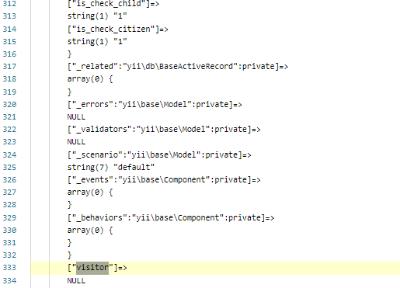 312 ["is_check_child"]=>
313 string(1) "1"
314 ["is_check_citizen"]=>
315 string(1) "1"
316 }
317 ["_related":"yii\db\BaseActiveRecord":private]=>
318 array(0) {
319 }
320 ["_errors":"yii\base\Model":private]=>
321 NULL
322 ["_validators":"yii\base\Model":private]=>
323 NULL
324 ["_scenario":"yii\base\Model":private]=>
325 string(7) "default"
326 ["_events":"yii\base\Component":private]=>
327 array(0) {
328 }
329 ["_behaviors":"yii\base\Component":private]=>
330 array(0) {
331 }
332 }
333 ["visitor"]=>
334 NULL